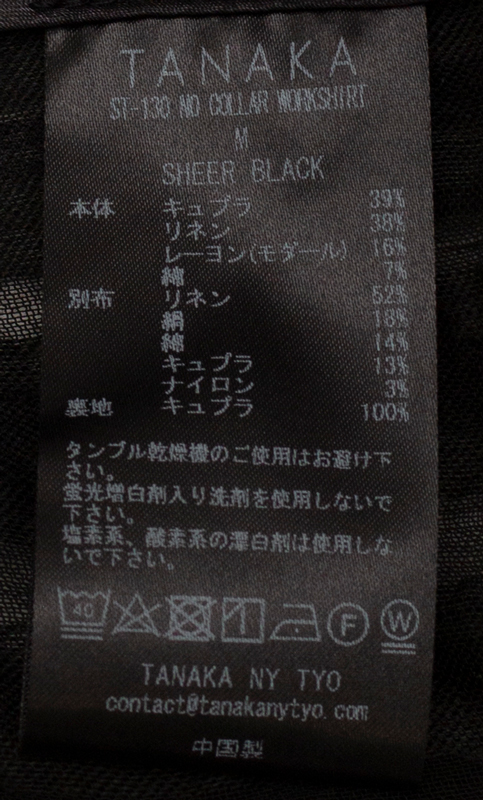 TANAKA
ST-130 NO COLLAR WORKSHIRT
M
SHEER BLACK
本体 キュプラ 39%
リネン 38%
レーヨン(モダール) 16%
綿 7%
別布 リネン 52%
絹 18%
綿 14%
キュプラ 13%
ナイロン 3%
裏地 キュプラ 100%
タンブル乾燥機のご使用はお避け下
さい。
蛍光増白剤入り洗剤を使用しないで
下さい。
塩素系、酸素系の漂白剤は使用しな
いで下さい。
40 F W
TANAKA NY TYO
contact@tanakanytyo.com
中国製